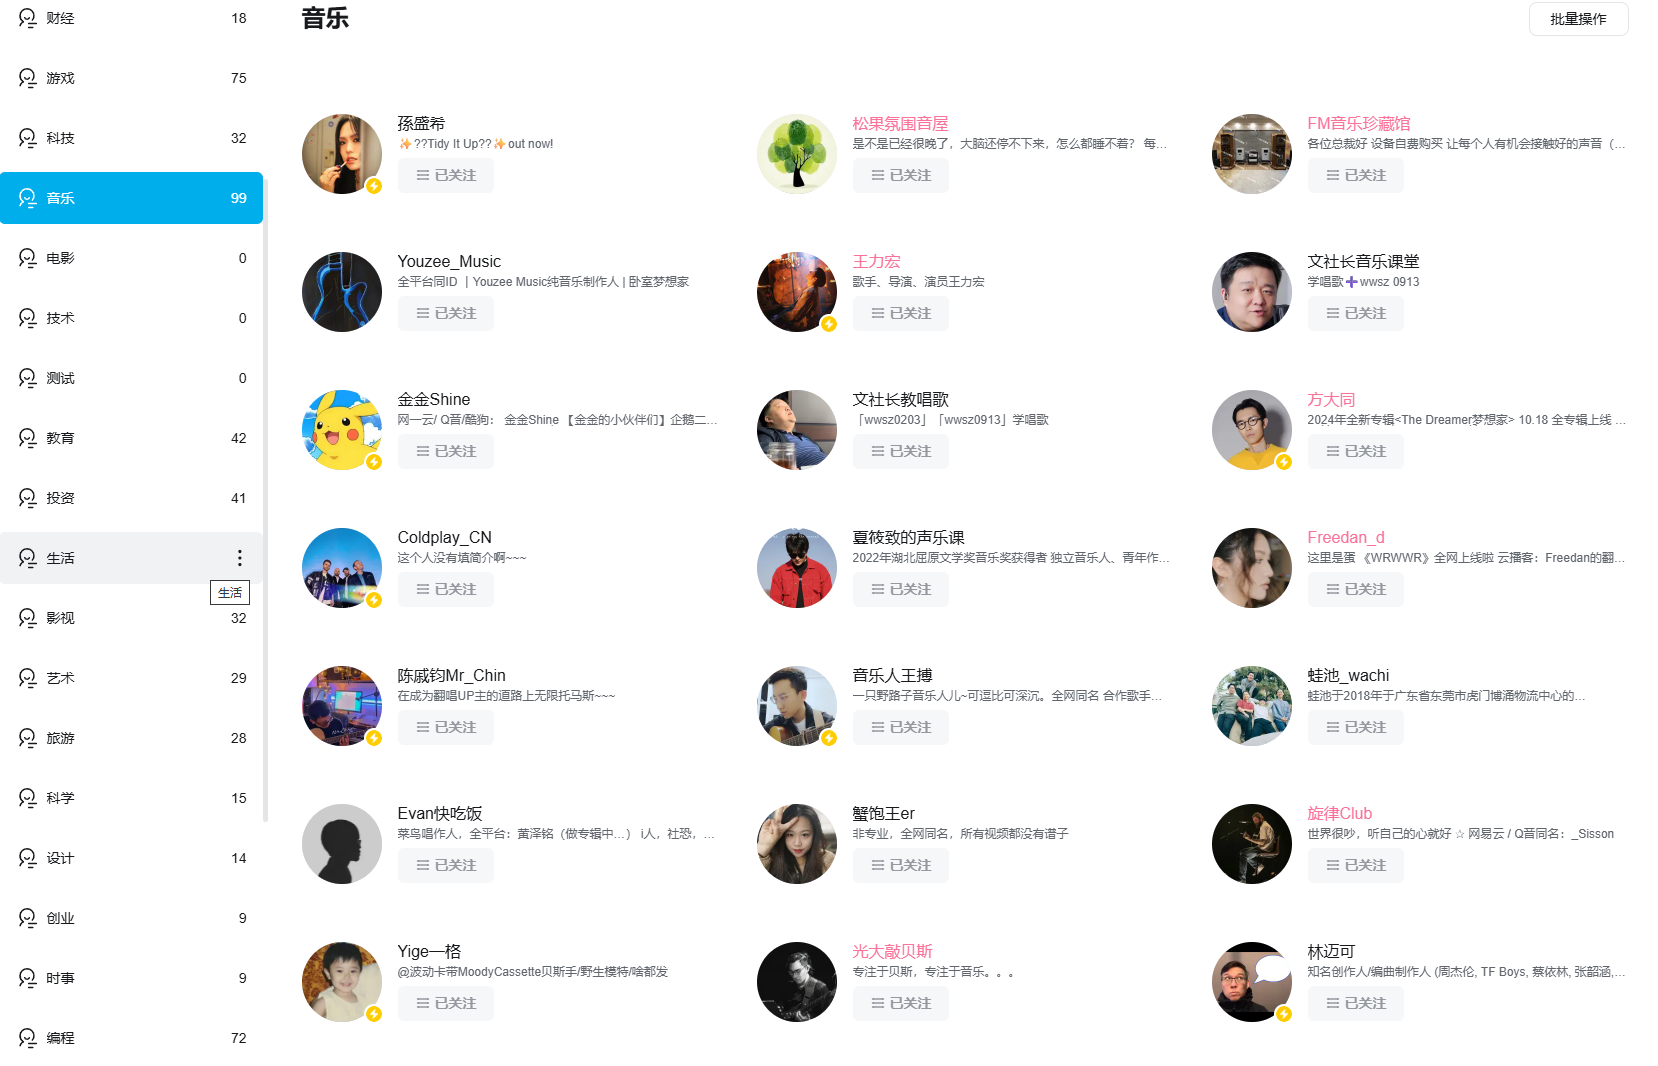 财经 18
游戏 75
科技 32
音乐 99
电影 0
技术 0
测试 0
教育 42
投资 41
生活
生活
影视 32
艺术 29
旅游 28
科学 15
设计 14
创业 9
时事 9
编程 72
音乐
批量操作
孫盛希
✨??Tidy It Up??✨out now!
已关注
松果氛围音屋
是不是已经很晚了，大脑还停不下来，怎么都睡不着？ 每...
已关注
FM音乐珍藏馆
各位总裁好 设备自费购买 让每个人有机会接触好的声音（...
已关注
Youzee_Music
全平台同ID ｜Youzee Music纯音乐制作人 | 卧室梦想家
已关注
王力宏
歌手、导演、演员王力宏
已关注
文社长音乐课堂
学唱歌➕wwsz 0913
已关注
金金Shine
网一云/ Q音/酷狗： 金金Shine 【金金的小伙伴们】企鹅二...
已关注
文社长教唱歌
「wwsz0203」「wwsz0913」学唱歌
已关注
方大同
2024年全新专辑<The Dreamer梦想家> 10.18 全专辑上线 ...
已关注
Coldplay_CN
这个人没有填简介啊~~~
已关注
夏筱致的声乐课
2022年湖北屈原文学奖音乐奖获得者 独立音乐人、青年作...
已关注
Freedan_d
这里是蛋 《WRWWR》全网上线啦 云播客：Freedan的翻...
已关注
陈戚钧Mr_Chin
在成为翻唱UP主的道路上无限托马斯~~~
已关注
音乐人王搏
一只野路子音乐人儿~可逗比可深沉。全网同名 合作歌手...
已关注
蛙池_wachi
蛙池于2018年于广东省东莞市虎门博涌物流中心的...
已关注
Evan快吃饭
菜鸟唱作人，全平台：黄泽铭（做专辑中...） i人，社恐，...
已关注
蟹饱王er
非专业，全网同名，所有视频都没有谱子
已关注
旋律Club
世界很吵，听自己的心就好 ☆ 网易云 / Q音同名：_Sisson
已关注
Yige一格
@波动卡带MoodyCassette贝斯手/野生模特/啥都发
已关注
光大敲贝斯
专注于贝斯，专注于音乐。。。
已关注
林迈可
知名创作人/编曲制作人 (周杰伦, TF Boys, 蔡依林, 张韶涵,...
已关注